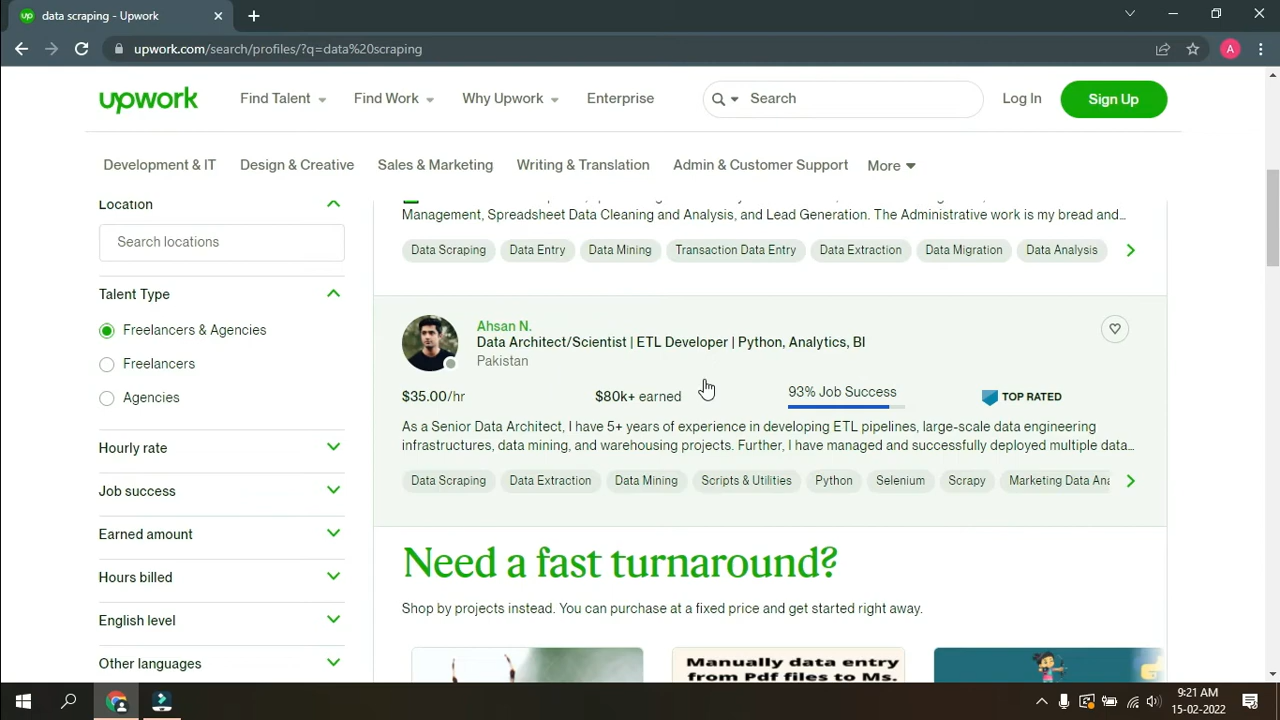 data scraping - Upwork
upwork.com/search/profiles/?q=data%20scraping
A
upwork
Find Talent
Find Work
Why Upwork
Enterprise
Search
Log In
Sign Up
Development & IT
Design & Creative
Sales & Marketing
Writing & Translation
Admin & Customer Support
More
Location
Search locations
Talent Type
Freelancers & Agencies
Freelancers
Agencies
Hourly rate
Job success
Earned amount
Hours billed
English level
Other languages
Management, Spreadsheet Data Cleaning and Analysis, and Lead Generation. The Administrative work is my bread and...
Data Scraping
Data Entry
Data Mining
Transaction Data Entry
Data Extraction
Data Migration
Data Analysis
Ahsan N.
Data Architect/Scientist | ETL Developer | Python, Analytics, BI
Pakistan
$35.00/hr
$80k+ earned
93% Job Success
TOP RATED
As a Senior Data Architect, I have 5+ years of experience in developing ETL pipelines, large-scale data engineering
infrastructures, data mining, and warehousing projects. Further, I have managed and successfully deployed multiple data...
Data Scraping
Data Extraction
Data Mining
Scripts & Utilities
Python
Selenium
Scrapy
Marketing Data Ana
Need a fast turnaround?
Shop by projects instead. You can purchase at a fixed price and get started right away.
Manually data entry
from Pdf files to Ms.
9:21 AM
15-02-2022